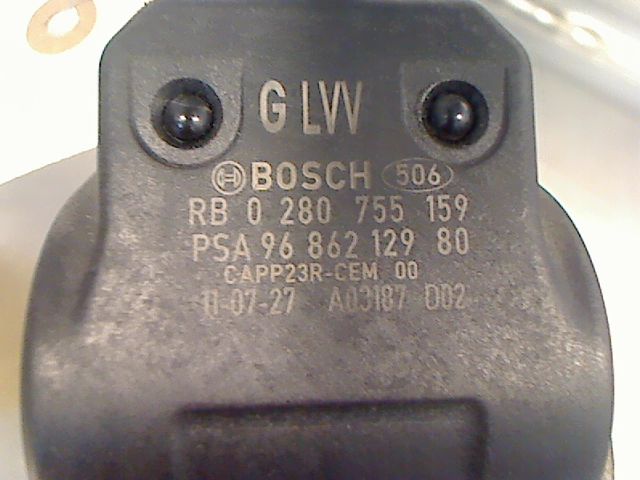 G LVV
BOSCH 506
RB 0 280 755 159
PSA 96 862 129 80
CAPP23R-CEM 00
11-07-27 A03187 D02